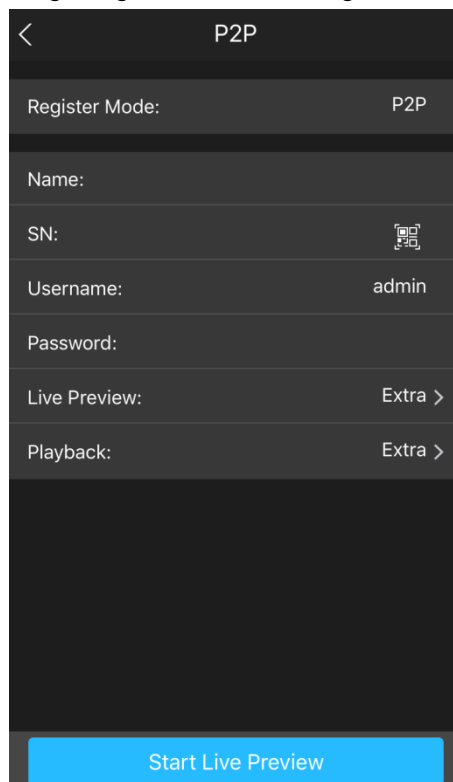 P2P
Register Mode: P2P
Name:
SN:
Username: admin
Password:
Live Preview: Extra >
Playback: Extra >
Start Live Preview